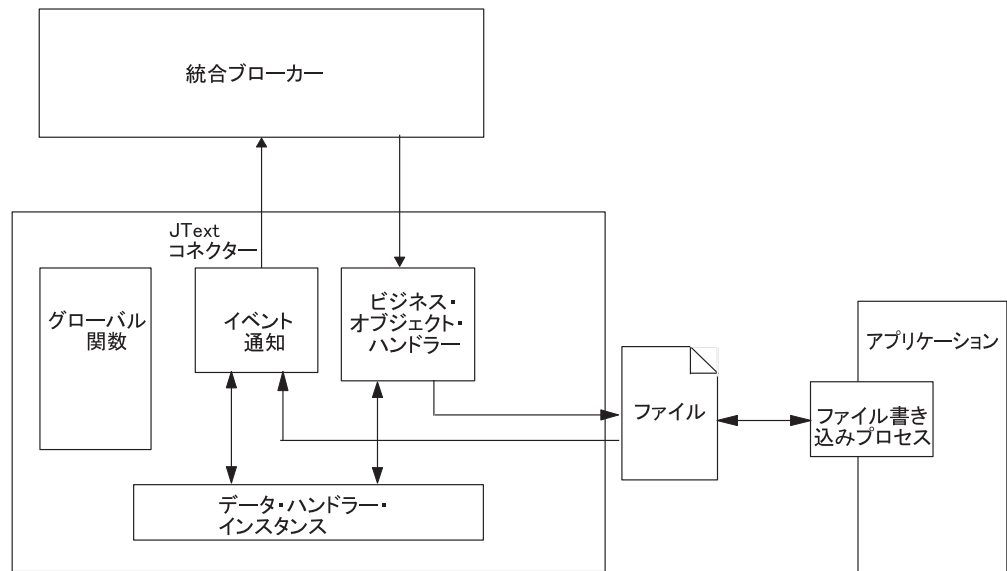 統合ブローカー
JText
コネクター
グローバル
関数
イベント
通知
ビジネス・
オブジェクト・
ハンドラー
データ・ハンドラー・
インスタンス
ファイル
アプリケーション
ファイル書き
込みプロセス